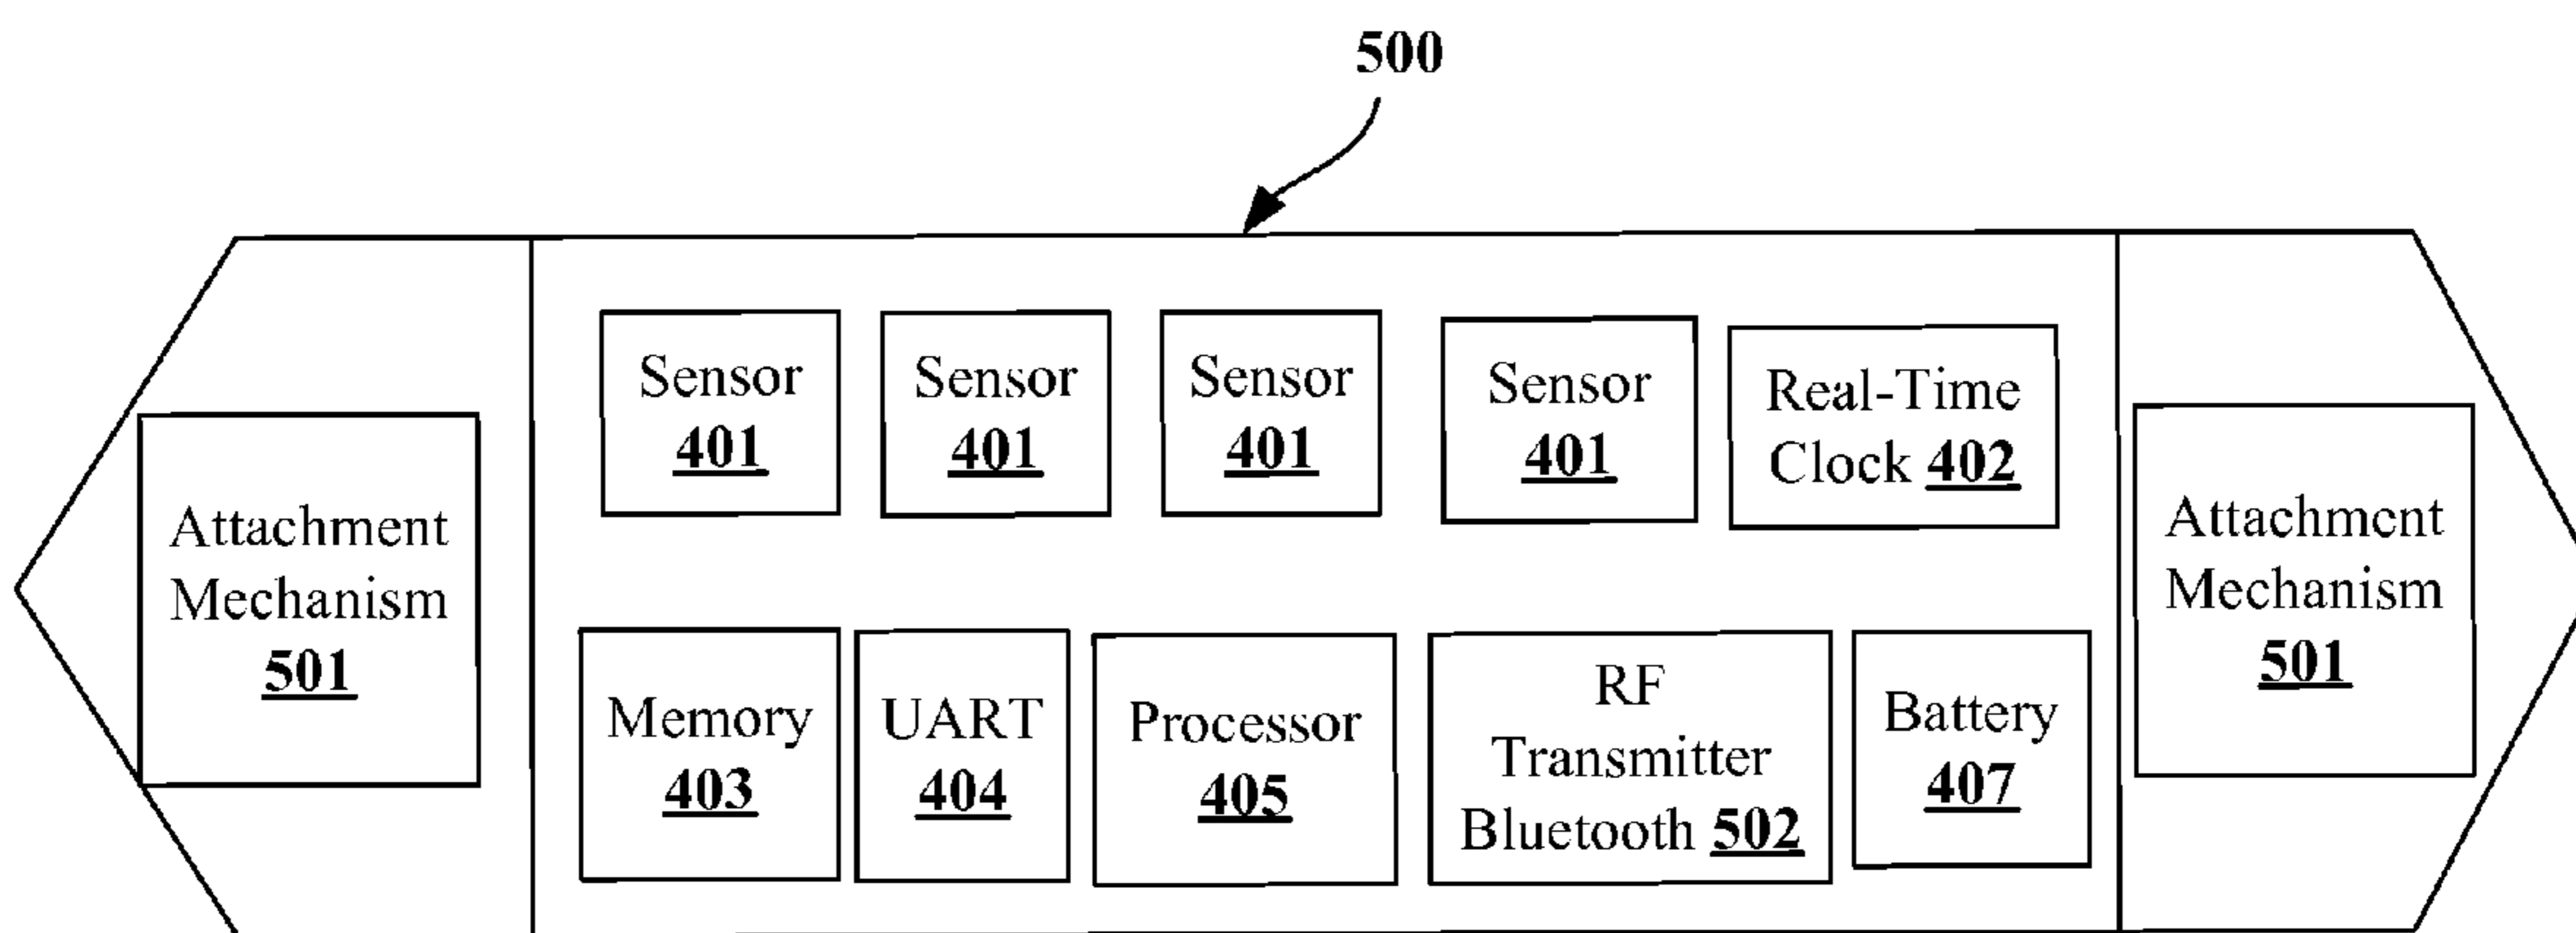 500
Sensor
401
Sensor
401
Sensor
401
Sensor
401
Real-Time
Clock 402
Attachment
Mechanism
501
Attachment
Mechanism
501
Memory
403
UART
404
Processor
405
RF
Transmitter
Bluetooth 502
Battery
407